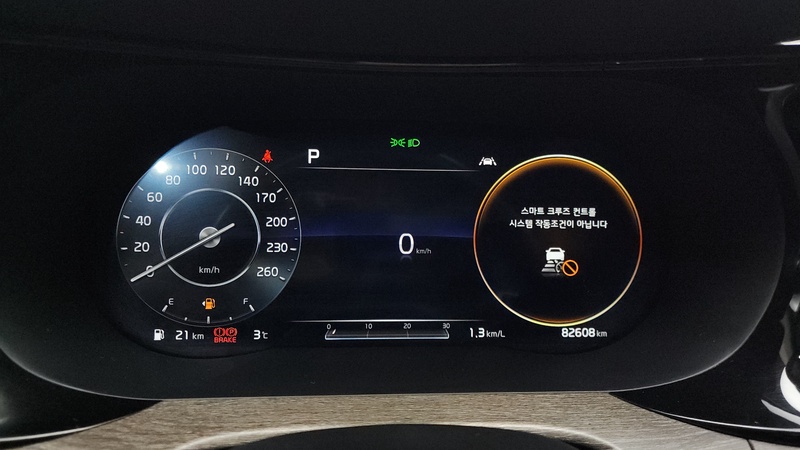 P
100 120
80 140
60 170
40 200
20 230
0 260
km/h
E F
21 km
BRAKE
3℃
0 km/h
0 10 20 30
1.3 km/L
스마트 크루즈 컨트롤
시스템 작동조건이 아닙니다
82608 km